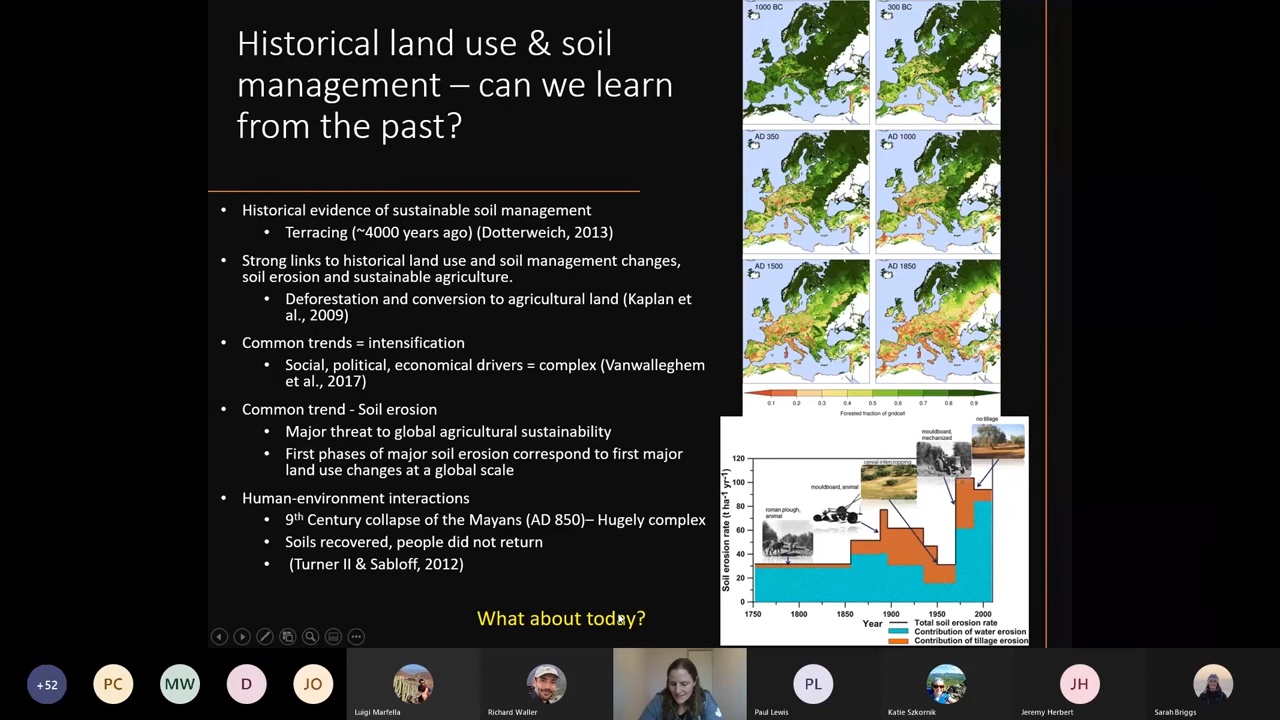 Historical land use & soil
management – can we learn
from the past?
• Historical evidence of sustainable soil management
• Terracing (~4000 years ago) (Dotterweich, 2013)
• Strong links to historical land use and soil management changes,
soil erosion and sustainable agriculture.
• Deforestation and conversion to agricultural land (Kaplan et
al., 2009)
• Common trends = intensification
• Social, political, economical drivers = complex (Vanwalleghem
et al., 2017)
• Common trend - Soil erosion
• Major threat to global agricultural sustainability
• First phases of major soil erosion correspond to first major
land use changes at a global scale
• Human-environment interactions
• 9th Century collapse of the Mayans (AD 850)– Hugely complex
• Soils recovered, people did not return
• (Turner II & Sabloff, 2012)
What about today?
1000 BC
300 BC
AD 350
AD 1000
AD 1500
AD 1850
0.1 0.2 0.3 0.4 0.5 0.6 0.7 0.8 0.9
Forested fraction of gridcell
no tillage
mouldboard,
mechanized
cereal intercropping
mouldboard, animal
roman plough,
animal
Soil erosion rate (t ha-1 yr-1)
120
100
80
60
40
20
0
1750 1800 1850 1900 1950 2000
Year
Total soil erosion rate
Contribution of water erosion
Contribution of tillage erosion
+52
PC
MW
D
JO
Luigi Marfella
Richard Waller
PL
Paul Lewis
Katie Szkornik
JH
Jeremy Herbert
Sarah Briggs